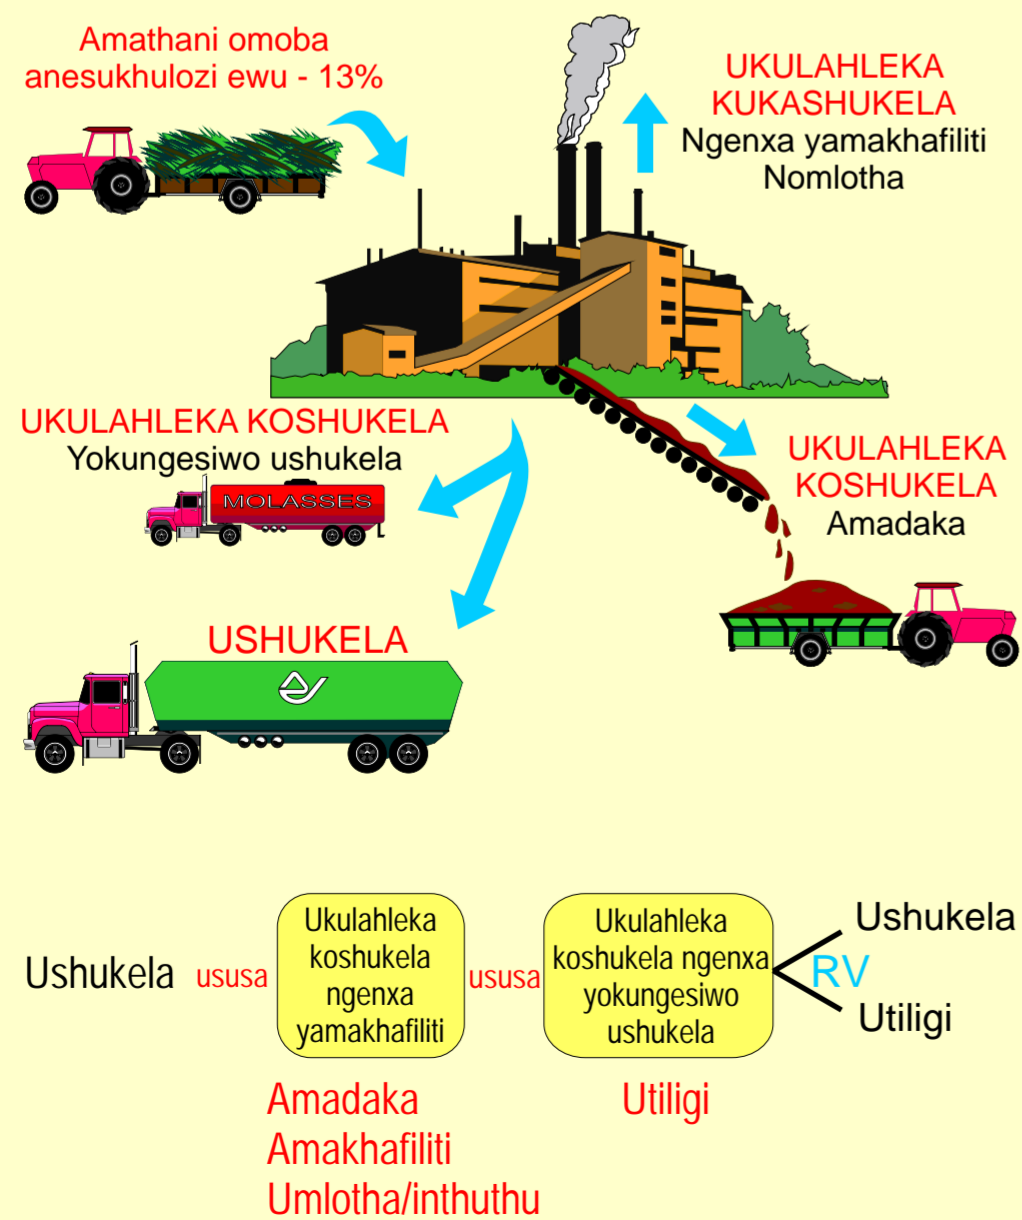 Amathani omoba
anesukhulozi ewu - 13%
UKULAHLEKA
KUKASHUKELA
Ngenxa yamakhafiliti
Nomlotha
UKULAHLEKA KOSHUKELA
Yokungesiwo ushukela
MOLASSES
UKULAHLEKA
KOSHUKELA
Amadaka
USHUKELA
Ushukela
ususa
Ukulahleka
koshukela
ngenxa
yamakhafiliti
ususa
Ukulahleka
koshukela ngenxa
yokungesiwo
ushukela
Ushukela
RV
Utiligi
Amadaka
Amakhafiliti
Umlotha/inthuthu
Utiligi